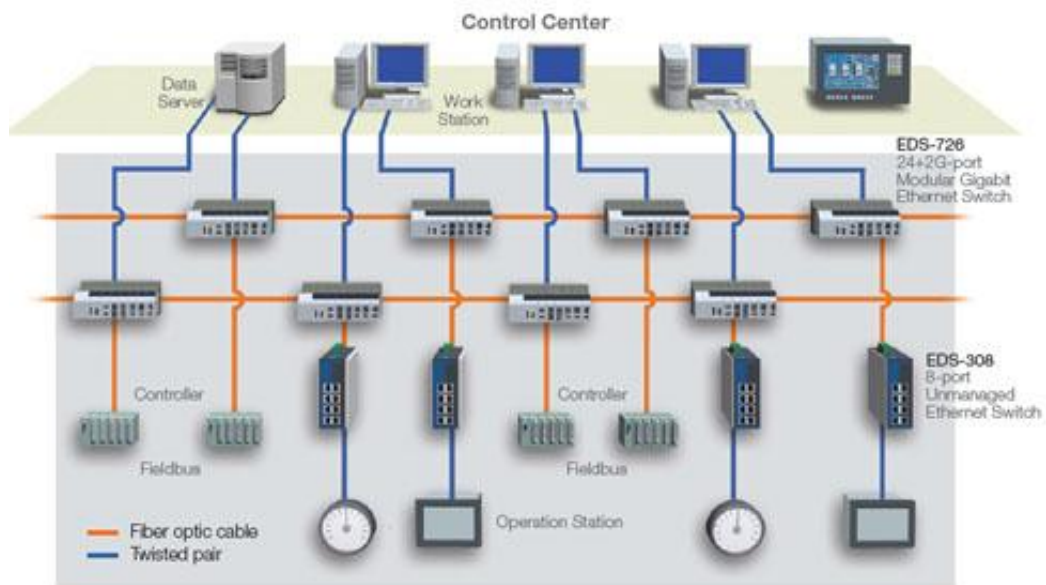 Control Center
Data
Server
Work
Station
EDS-726
24+2G-port
Modular Gigabit
Ethernet Switch
EDS-308
8-port
Unmanaged
Ethernet Switch
Controller
Controller
Fieldbus
Fieldbus
Operation Station
Fiber optic cable
Twisted pair